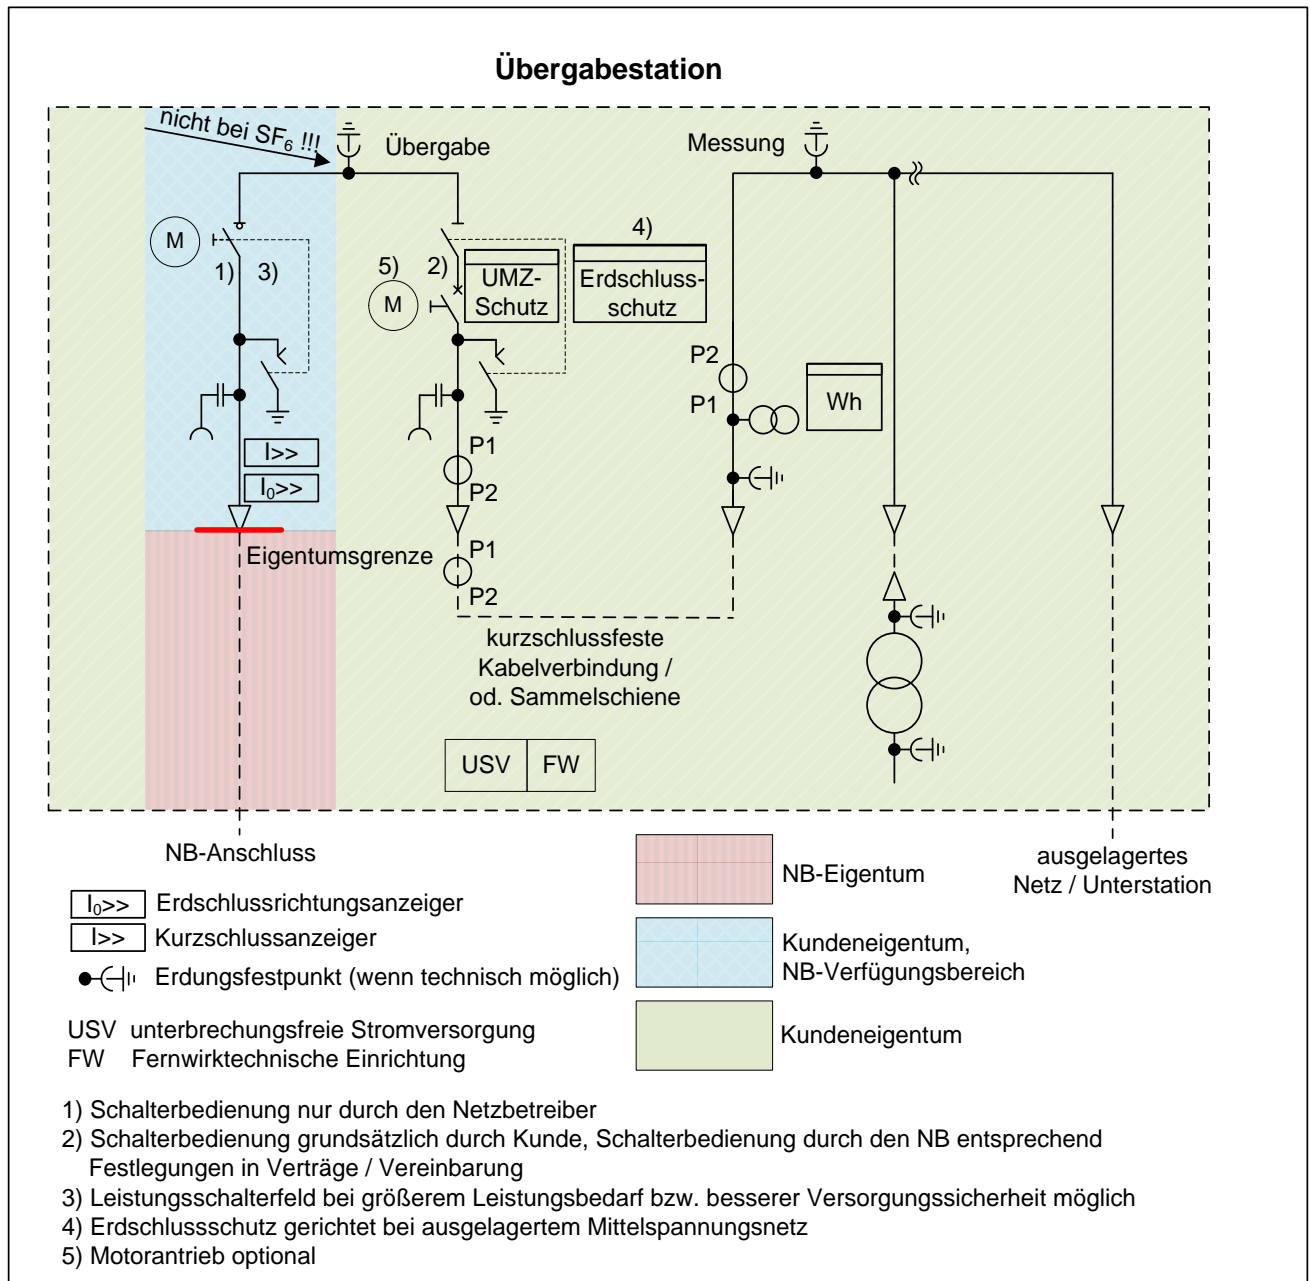 Übergabestation
nicht bei SF₆ !!!
Übergabe
Messung
M
1)
3)
5)
2)
M
UMZ-
Schutz
4)
Erdschluss-
schutz
P2
P1
Wh
I>>
I₀>>
P1
P2
Eigentumsgrenze
P1
P2
kurzschlussfeste
Kabelverbindung /
od. Sammelschiene
USV
FW
NB-Anschluss
ausgelagertes
Netz / Unterstation
I₀>> Erdschlussrichtungsanzeiger
I>> Kurzschlussanzeiger
Erdungsfestpunkt (wenn technisch möglich)
USV unterbrechungsfreie Stromversorgung
FW Fernwirktechnische Einrichtung
NB-Eigentum
Kundeneigentum,
NB-Verfügungsbereich
Kundeneigentum
1) Schalterbedienung nur durch den Netzbetreiber
2) Schalterbedienung grundsätzlich durch Kunde, Schalterbedienung durch den NB entsprechend
Festlegungen in Verträge / Vereinbarung
3) Leistungsschalterfeld bei größerem Leistungsbedarf bzw. besserer Versorgungssicherheit möglich
4) Erdschlussschutz gerichtet bei ausgelagertem Mittelspannungsnetz
5) Motorantrieb optional